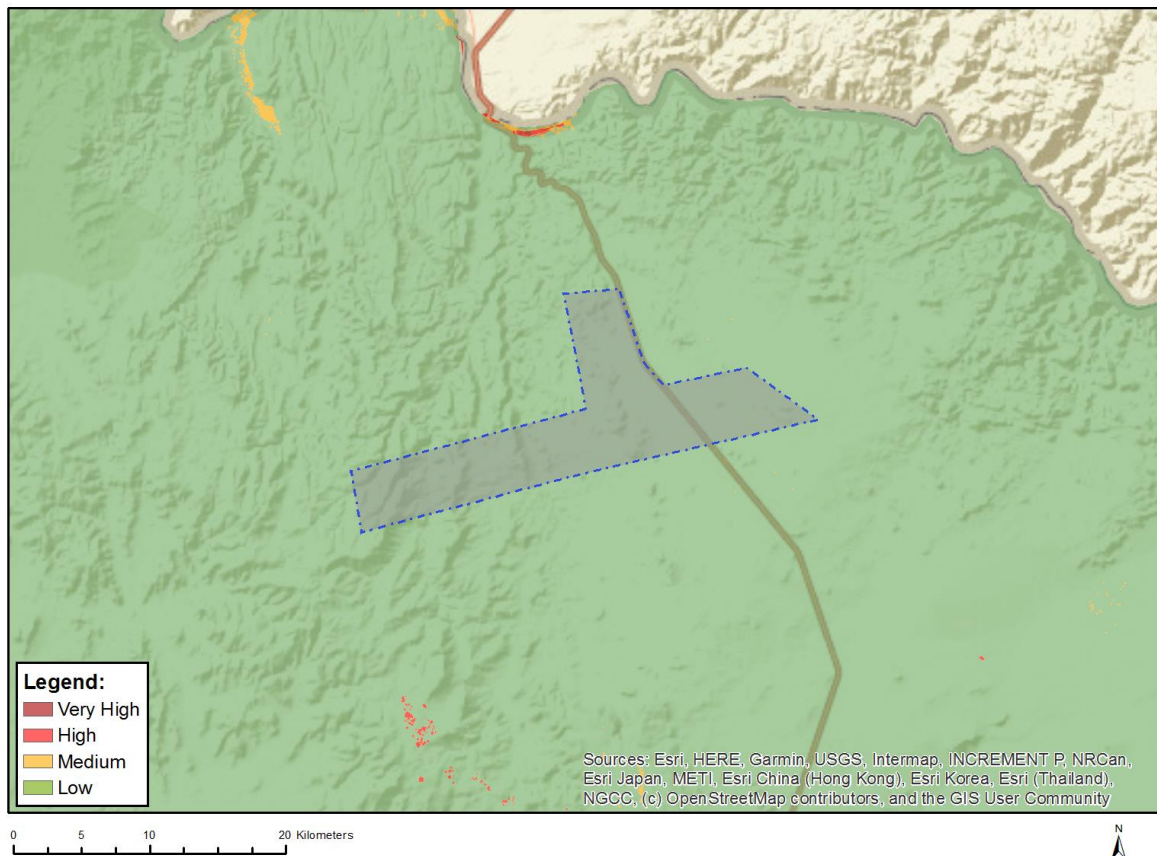 Legend:
Very High
High
Medium
Low
Sources: Esri, HERE, Garmin, USGS, Intermap, INCREMENT P, NRCan,
Esri Japan, METI, Esri China (Hong Kong), Esri Korea, Esri (Thailand),
NGCC, (c) OpenStreetMap contributors, and the GIS User Community
0 5 10 20 Kilometers
N